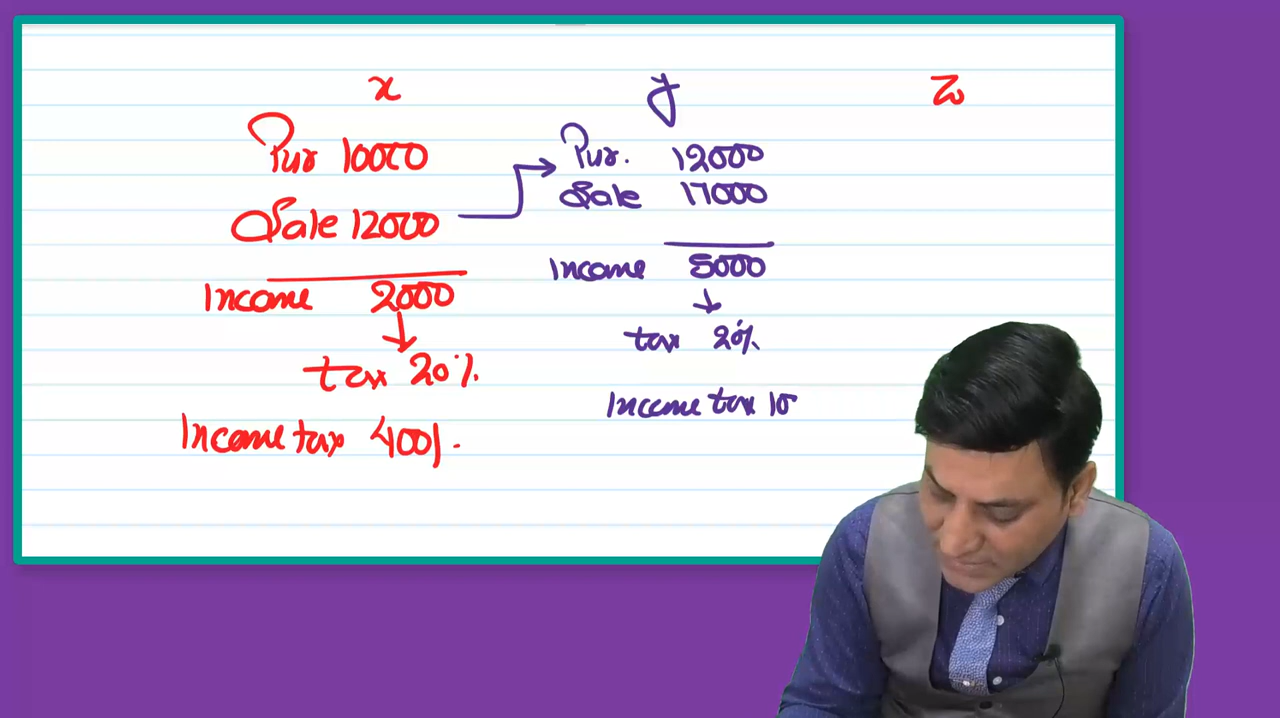 x
Pur 10000
Sale 12000
Income 2000
tax 20%
Income tax 400/-
y
Pur. 12000
Sale 17000
Income 5000
tax 20%
Income tax 10
z